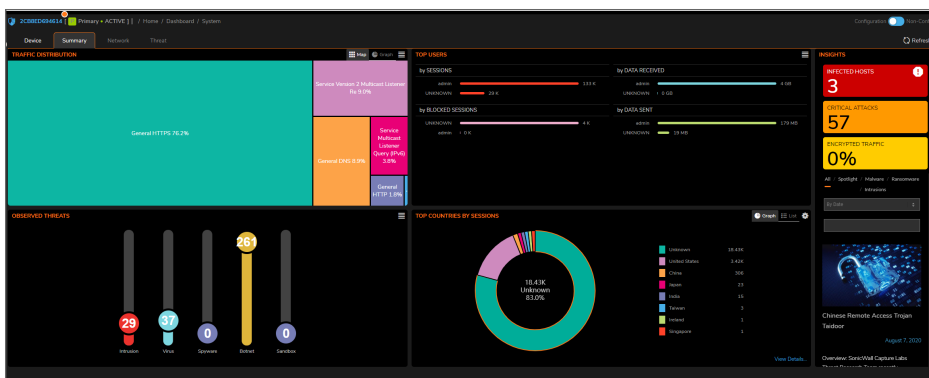 2CB8ED694614 [ Primary • ACTIVE ] | / Home / Dashboard / System
Configuration Non-Conf
Device Summary Network Threat
Refresh
TRAFFIC DISTRIBUTION
Map Graph
General HTTPS 76.2%
Service Version 2 Multicast Listener
Re 9.0%
General DNS 8.9%
Service
Multicast
Listener
Query (IPv6)
3.8%
General
HTTP 1.8%
TOP USERS
by SESSIONS
admin 133 K
UNKNOWN 23 K
by DATA RECEIVED
admin 4 GB
UNKNOWN 0 GB
by BLOCKED SESSIONS
UNKNOWN 4 K
admin 0 K
by DATA SENT
admin 179 MB
UNKNOWN 19 MB
INSIGHTS
INFECTED HOSTS
3
CRITICAL ATTACKS
57
ENCRYPTED TRAFFIC
0%
All / Spotlight / Malware / Ransomware
/ Intrusions
By Date
Chinese Remote Access Trojan
Taidoor
August 7, 2020
Overview: SonicWall Capture Labs
Threat Research Team recently
OBSERVED THREATS
29
37
0
261
0
Intrusion Virus Spyware Botnet Sandbox
TOP COUNTRIES BY SESSIONS
Graph List
18.43K
Unknown
83.0%
Unknown 18.43K
United States 3.42K
China 306
Japan 23
India 15
Taiwan 3
Ireland 1
Singapore 1
View Details..